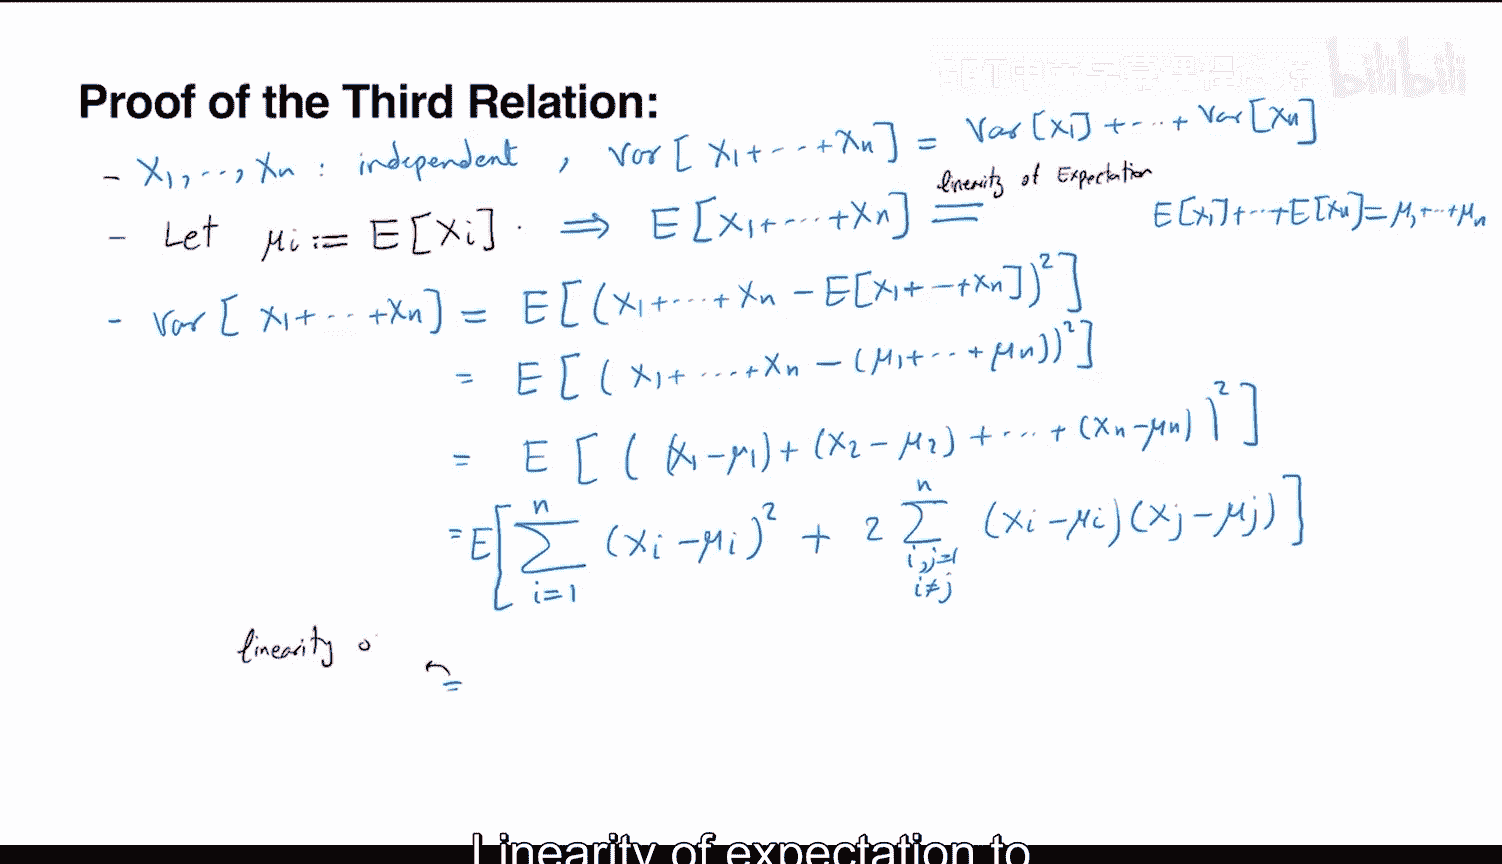 bilibili
Proof of the Third Relation:
- X₁,..,Xn : independent , Var[X₁+...+Xn] = Var[X₁]+...+Var[Xn]
linearity of Expectation
- Let μi := E[Xi] . ⇒ E[X₁+...+Xn] = E[X₁]+..+E[Xn]=μ₁+..+μn
- Var[X₁+...+Xn] = E[(X₁+...+Xn - E[X₁+-+Xn])²]
= E[(X₁+...+Xn - (μ₁+..+μn))²]
= E[((X₁-μ₁)+(X₂-μ₂)+...+(Xn-μn))²]
=E[∑ⁿᵢ₌₁ (Xi-μi)² + 2 ∑ⁿ i,j=1 i≠j (Xi-μi)(Xj-μj)]
linearity o
=
Linearity of expectation to